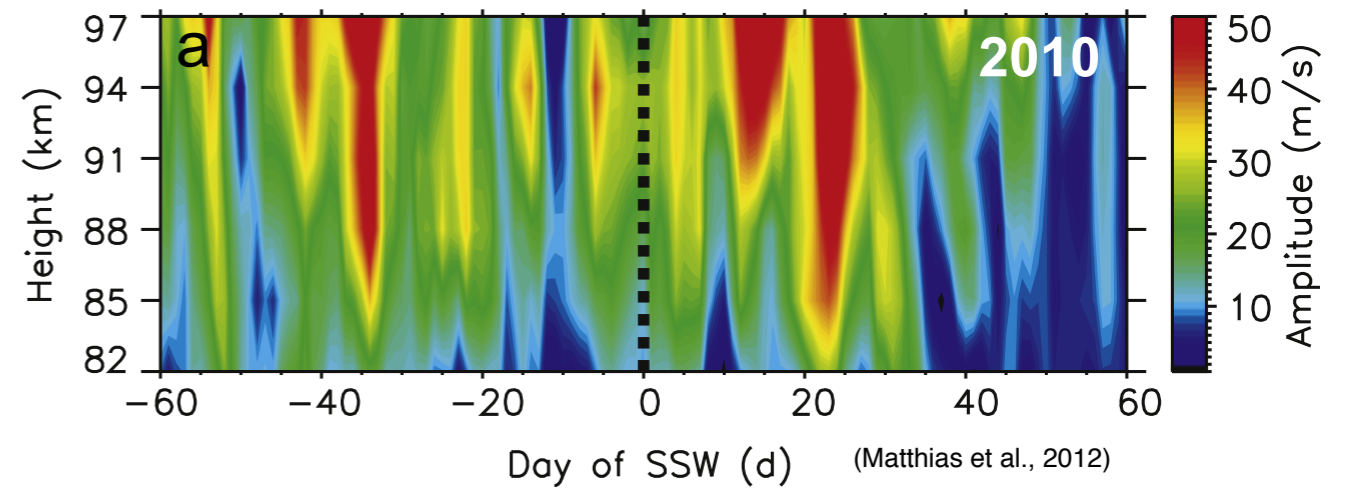 a
2010
97
94
91
88
85
82
Height (km)
−60 −40 −20 0 20 40 60
Day of SSW (d)
(Matthias et al., 2012)
50
40
30
20
10
Amplitude (m/s)